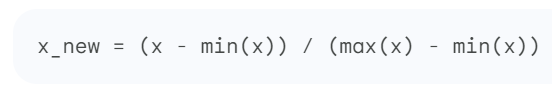 x_new = (x - min(x)) / (max(x) - min(x))